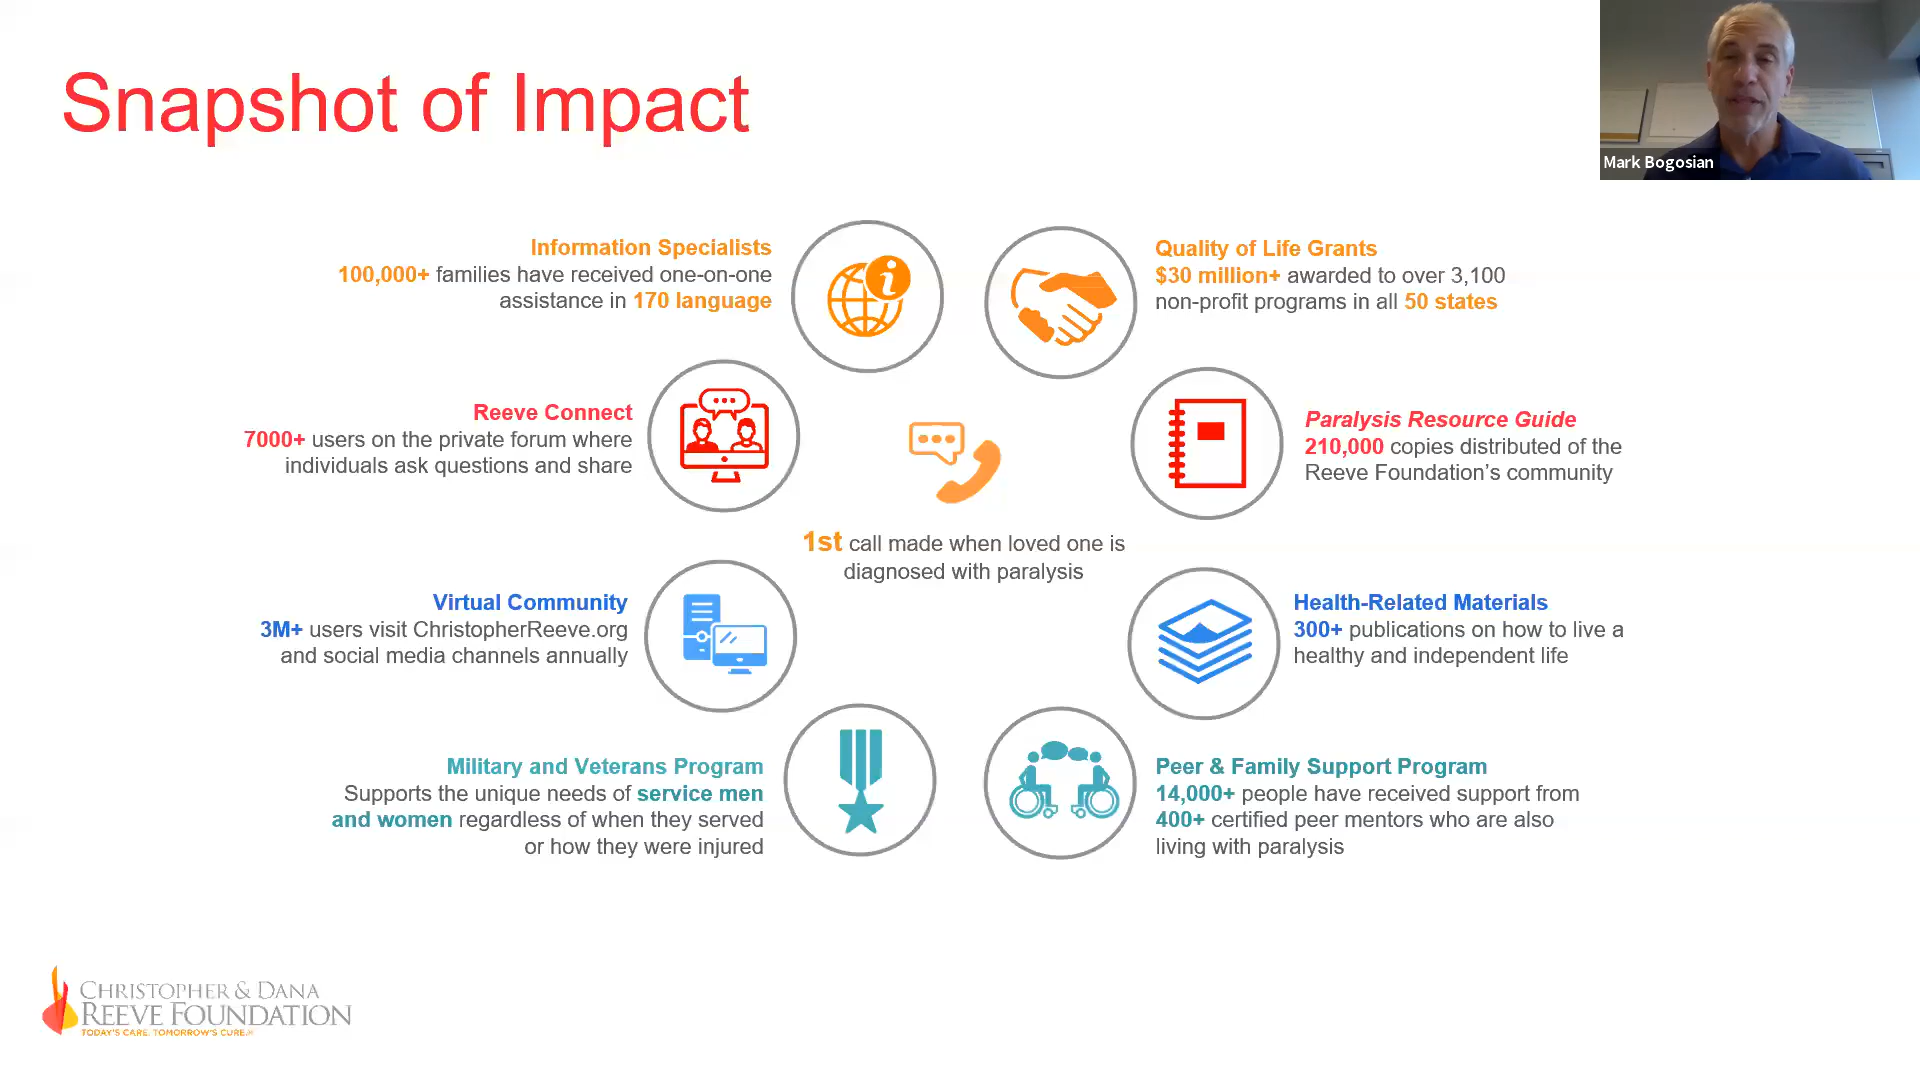 Snapshot of Impact
Mark Bogosian
Information Specialists
100,000+ families have received one-on-one
assistance in 170 language
Quality of Life Grants
$30 million+ awarded to over 3,100
non-profit programs in all 50 states
Reeve Connect
7000+ users on the private forum where
individuals ask questions and share
Paralysis Resource Guide
210,000 copies distributed of the
Reeve Foundation’s community
1st call made when loved one is
diagnosed with paralysis
Virtual Community
3M+ users visit ChristopherReeve.org
and social media channels annually
Health-Related Materials
300+ publications on how to live a
healthy and independent life
Military and Veterans Program
Supports the unique needs of service men
and women regardless of when they served
or how they were injured
Peer & Family Support Program
14,000+ people have received support from
400+ certified peer mentors who are also
living with paralysis
CHRISTOPHER & DANA
REEVE FOUNDATION
TODAY'S CARE. TOMORROW'S CURE.®